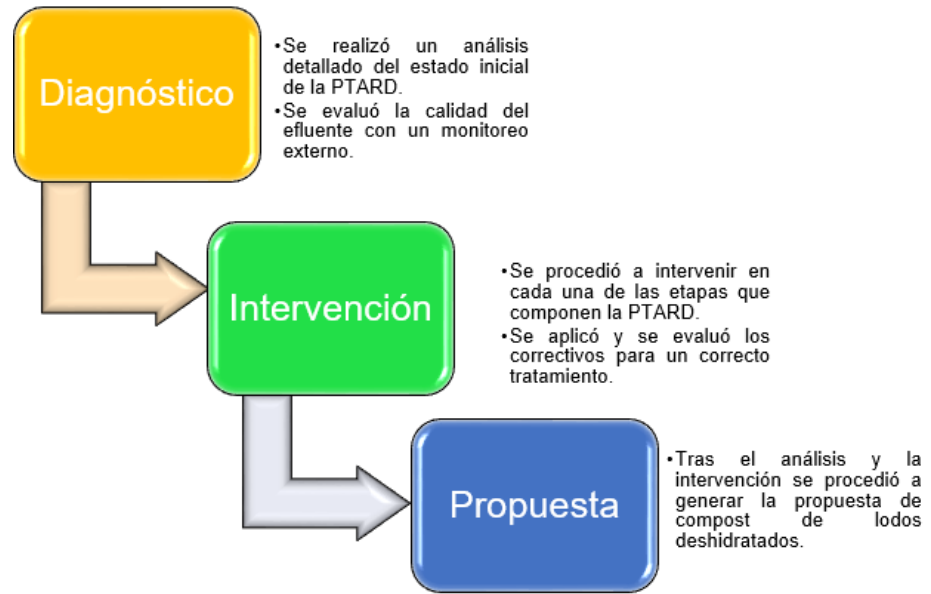 Diagnóstico
•Se realizó un análisis
detallado del estado inicial
de la PTARD.
•Se evaluó la calidad del
efluente con un monitoreo
externo.
Intervención
•Se procedió a intervenir en
cada una de las etapas que
componen la PTARD.
•Se aplicó y se evaluó los
correctivos para un correcto
tratamiento.
Propuesta
•Tras el análisis y la
intervención se procedió a
generar la propuesta de
compost de lodos
deshidratados.